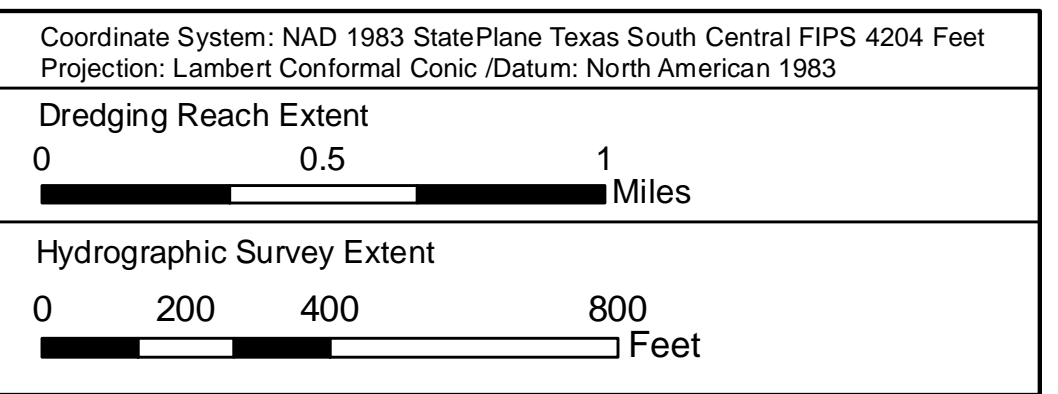 Coordinate System: NAD 1983 StatePlane Texas South Central FIPS 4204 Feet
Projection: Lambert Conformal Conic /Datum: North American 1983
Dredging Reach Extent
0 0.5 1
Miles
Hydrographic Survey Extent
0 200 400 800
Feet